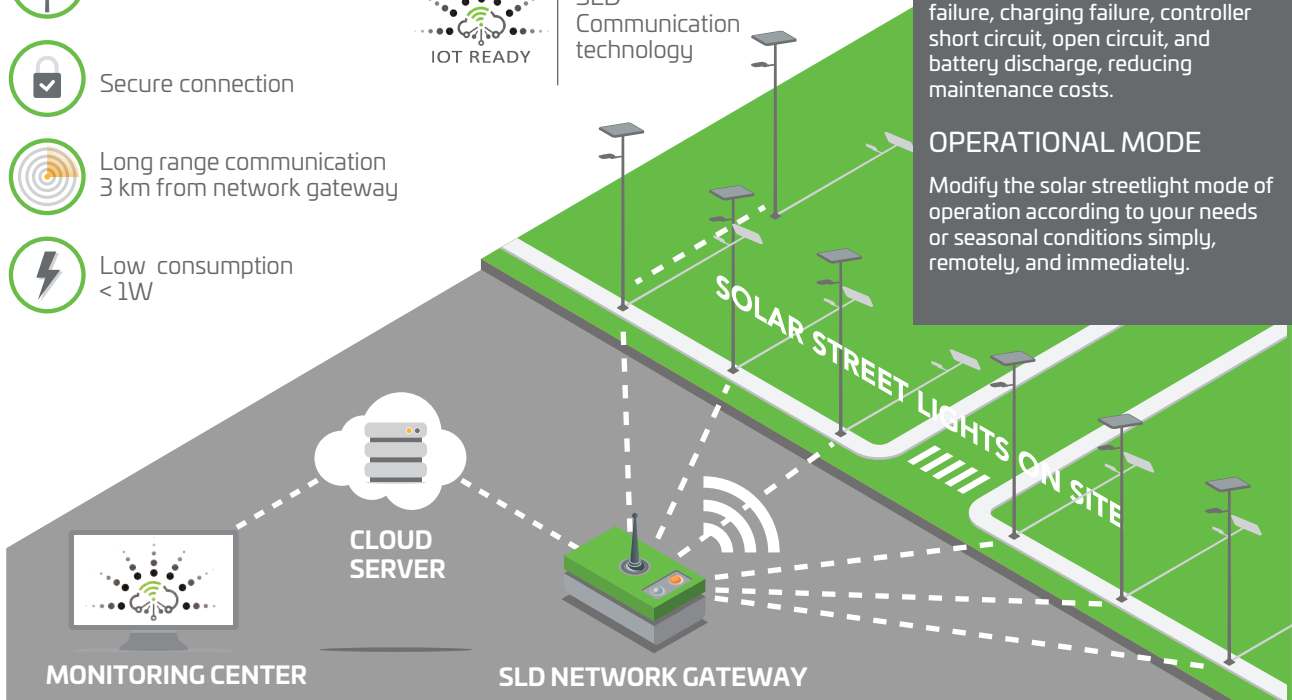 SLD
Communication
technology
IOT READY
Secure connection
Long range communication
3 km from network gateway
Low consumption
< 1W
failure, charging failure, controller
short circuit, open circuit, and
battery discharge, reducing
maintenance costs.
OPERATIONAL MODE
Modify the solar streetlight mode of
operation according to your needs
or seasonal conditions simply,
remotely, and immediately.
SOLAR STREET LIGHTS ON SITE
CLOUD
SERVER
MONITORING CENTER
SLD NETWORK GATEWAY